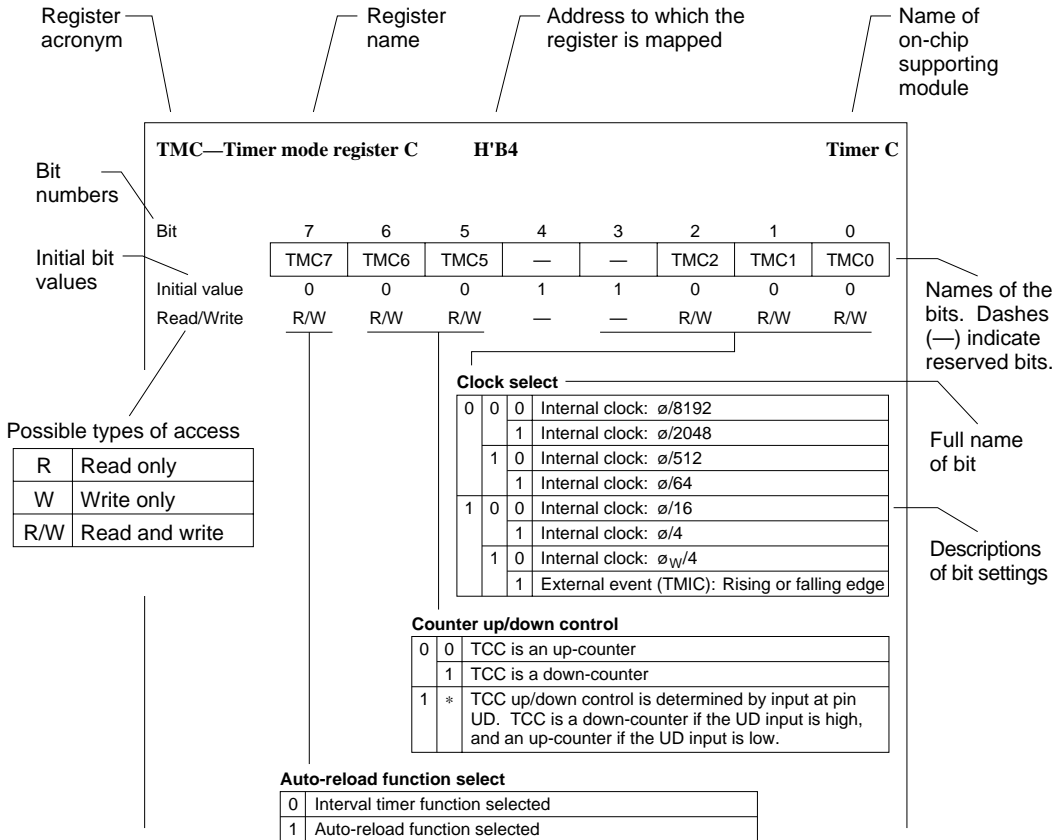 Register acronym
Register name
Address to which the register is mapped
Name of on-chip supporting module
TMC—Timer mode register C H'B4 Timer C
Bit numbers
Bit 7 6 5 4 3 2 1 0
Initial bit values
TMC7 TMC6 TMC5 — — TMC2 TMC1 TMC0
Initial value 0 0 0 1 1 0 0 0
Read/Write R/W R/W R/W — — R/W R/W R/W
Names of the bits. Dashes (—) indicate reserved bits.
Possible types of access
R Read only
W Write only
R/W Read and write
Clock select
0 0 0 Internal clock: ø/8192
1 Internal clock: ø/2048
1 0 Internal clock: ø/512
1 Internal clock: ø/64
1 0 0 Internal clock: ø/16
1 Internal clock: ø/4
1 0 Internal clock: øW/4
1 External event (TMIC): Rising or falling edge
Full name of bit
Descriptions of bit settings
Counter up/down control
0 0 TCC is an up-counter
1 TCC is a down-counter
1 * TCC up/down control is determined by input at pin
UD. TCC is a down-counter if the UD input is high,
and an up-counter if the UD input is low.
Auto-reload function select
0 Interval timer function selected
1 Auto-reload function selected